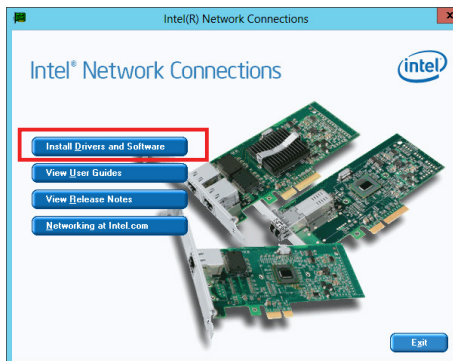 Intel(R) Network Connections
x
Intel® Network Connections
intel
Install Drivers and Software
View User Guides
View Release Notes
Networking at Intel.com
Exit